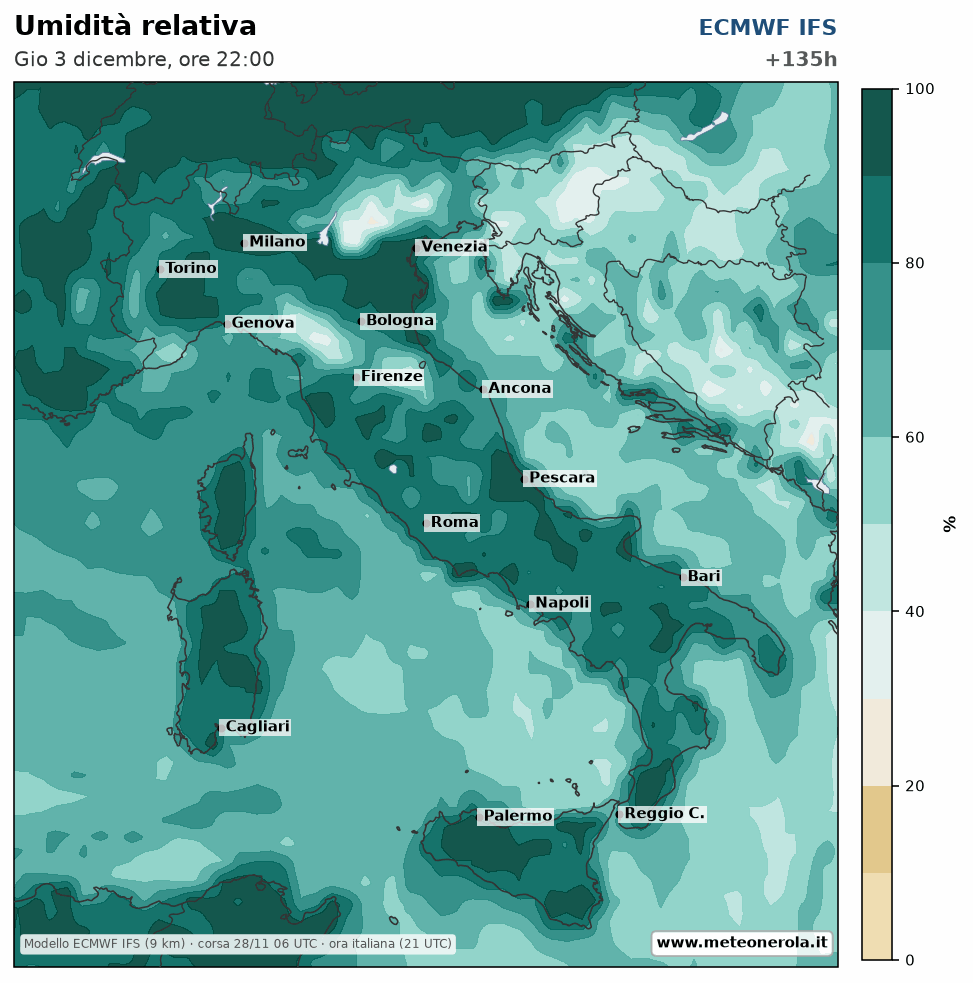 Umidità relativa
ECMWF IFS
Gio 3 dicembre, ore 22:00
+135h
100
80
60
40
20
0
%
Milano
Venezia
Torino
Genova
Bologna
Firenze
Ancona
Pescara
Roma
Bari
Napoli
Cagliari
Palermo
Reggio C.
Modello ECMWF IFS (9 km) · corsa 28/11 06 UTC · ora italiana (21 UTC)
www.meteonerola.it